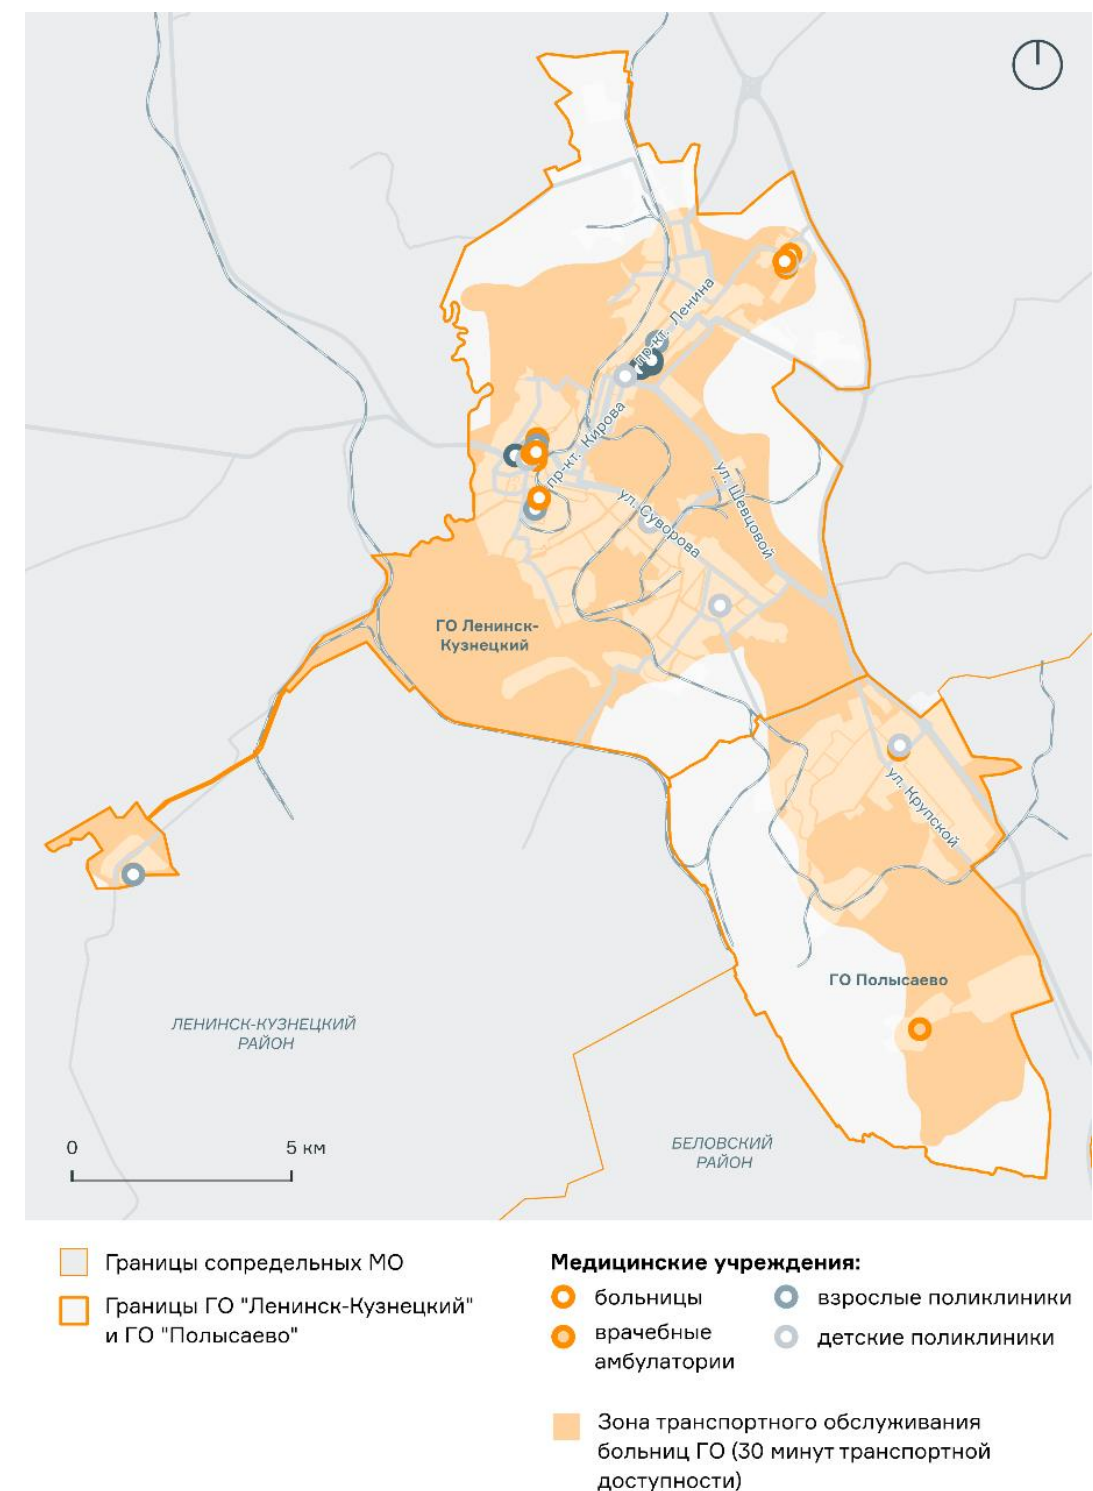 пр-кт. Ленина
пр-кт. Кирова
ул. Суворова
ул. Шевцовой
ГО Ленинск-
Кузнецкий
ул. Крупской
ГО Полысаево
ЛЕНИНСК-КУЗНЕЦКИЙ
РАЙОН
БЕЛОВСКИЙ
РАЙОН
0 5 км
Границы сопредельных МО
Границы ГО "Ленинск-Кузнецкий"
и ГО "Полысаево"
Медицинские учреждения:
больницы
врачебные
амбулатории
взрослые поликлиники
детские поликлиники
Зона транспортного обслуживания
больниц ГО (30 минут транспортной
доступности)